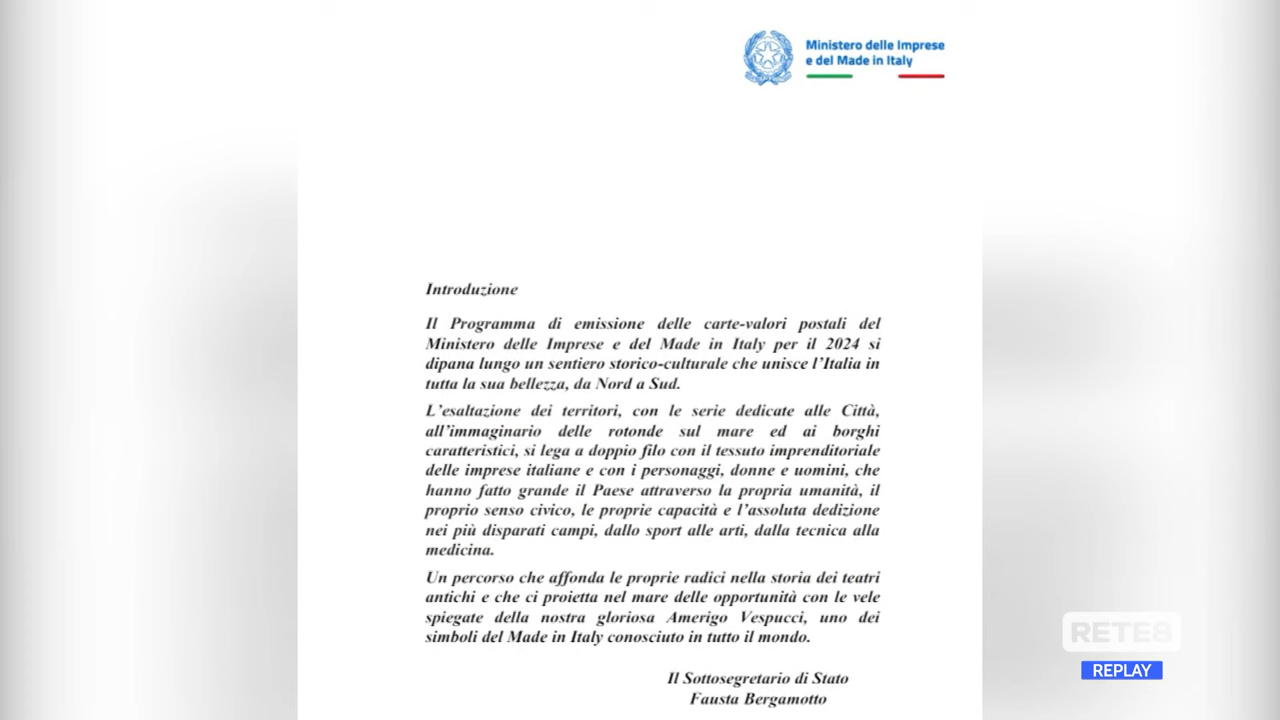 Ministero delle Imprese
e del Made in Italy
Introduzione
Il Programma di emissione delle carte-valori postali del
Ministero delle Imprese e del Made in Italy per il 2024 si
dipana lungo un sentiero storico-culturale che unisce l'Italia in
tutta la sua bellezza, da Nord a Sud.
L'esaltazione dei territori, con le serie dedicate alle Città,
all'immaginario delle rotonde sul mare ed ai borghi
caratteristici, si lega a doppio filo con il tessuto imprenditoriale
delle imprese italiane e con i personaggi, donne e uomini, che
hanno fatto grande il Paese attraverso la propria umanità, il
proprio senso civico, le proprie capacità e l'assoluta dedizione
nei più disparati campi, dallo sport alle arti, dalla tecnica alla
medicina.
Un percorso che affonda le proprie radici nella storia dei teatri
antichi e che ci proietta nel mare delle opportunità con le vele
spiegate della nostra gloriosa Amerigo Vespucci, uno dei
simboli del Made in Italy conosciuto in tutto il mondo.
Il Sottosegretario di Stato
Fausta Bergamotto
RETE8
REPLAY